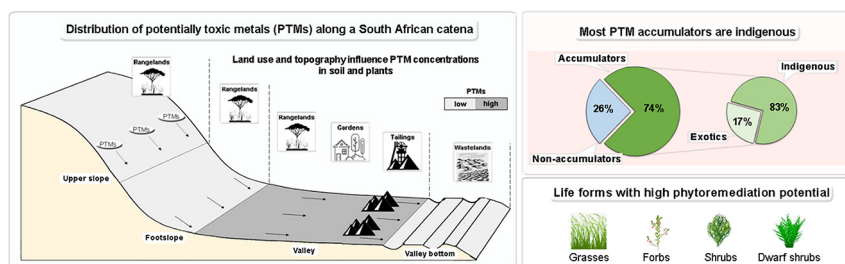 Distribution of potentially toxic metals (PTMs) along a South African catena
Land use and topography influence PTM concentrations
in soil and plants
Rangelands
Rangelands
Rangelands
Gardens
Tailings
Wastelands
PTMs
low
high
PTMs
PTMs
PTMs
Upper slope
Footslope
Valley
Valley bottom
Most PTM accumulators are indigenous
Accumulators
Indigenous
26%
74%
83%
17%
Exotics
Non-accumulators
Life forms with high phytoremediation potential
Grasses
Forbs
Shrubs
Dwarf shrubs